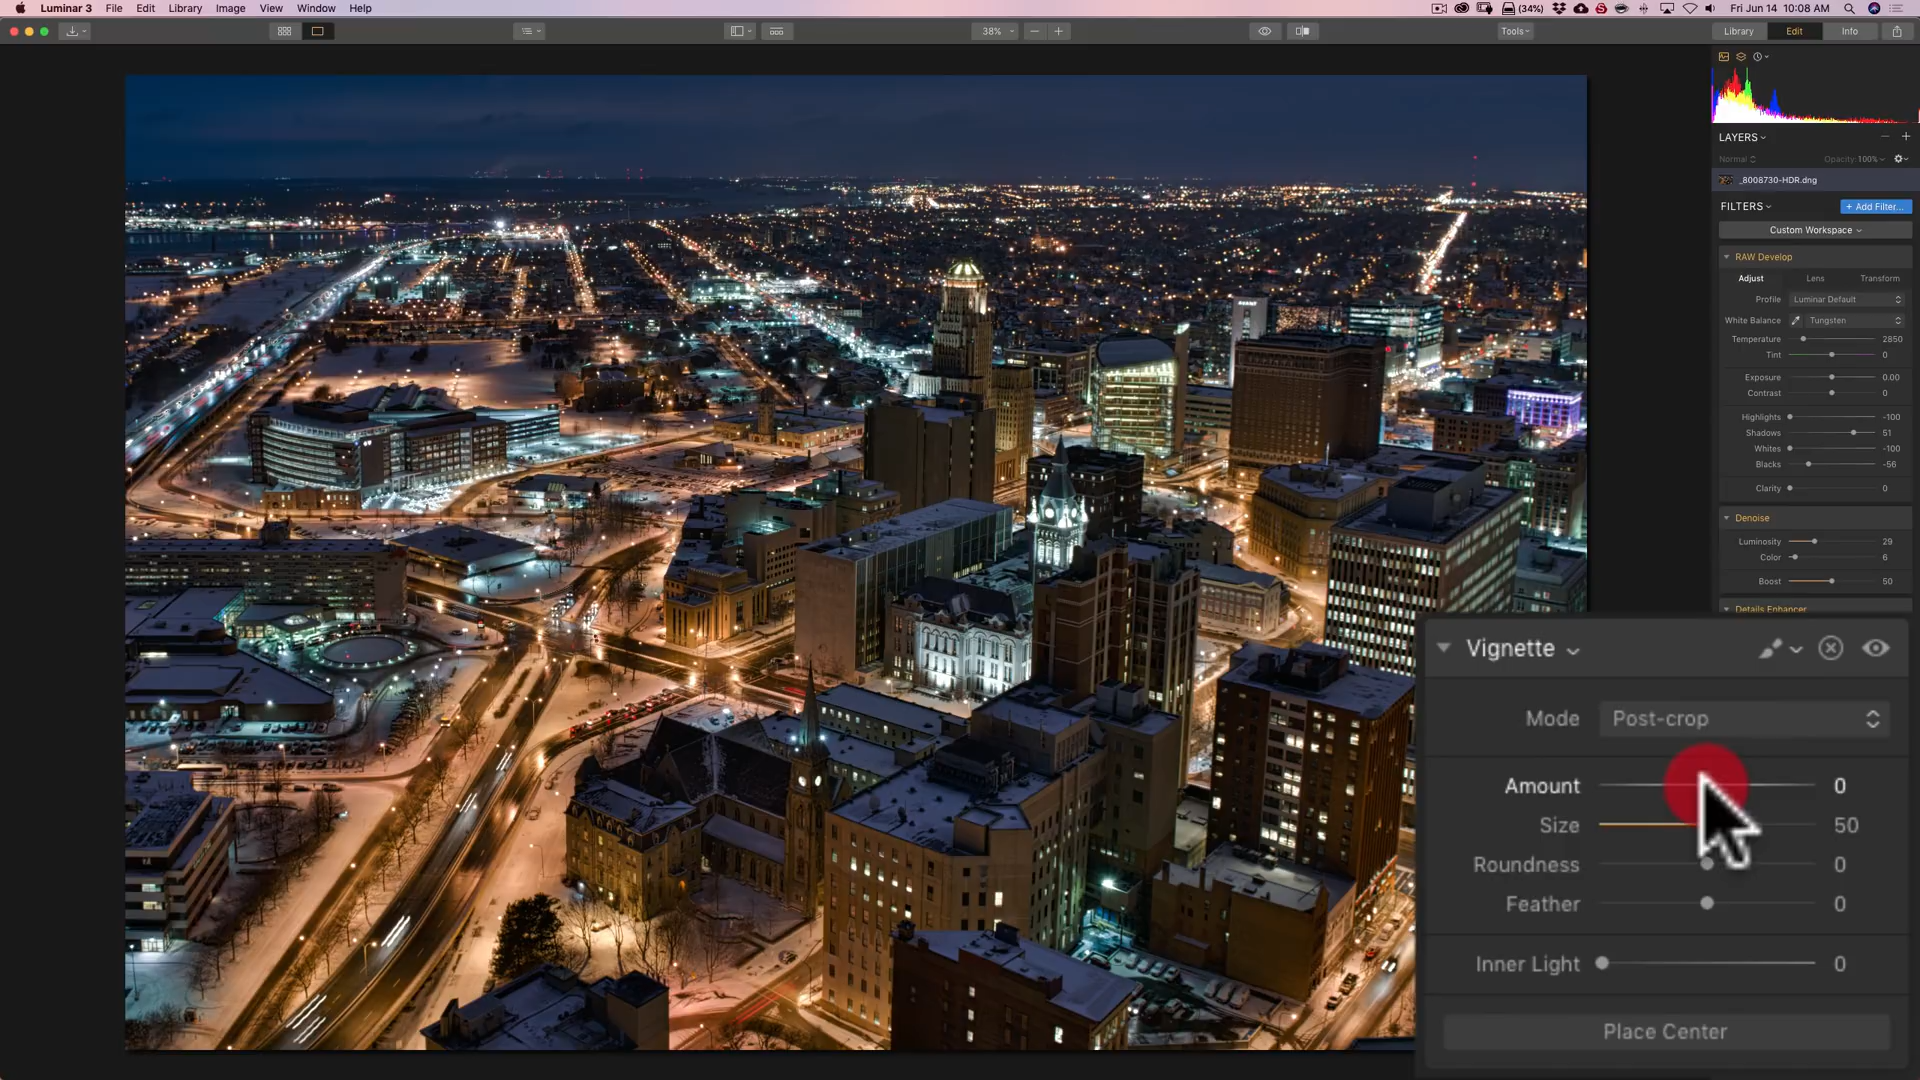 Luminar 3 File Edit Library Image View Window Help (34%) Fri Jun 14 10:08 AM
38% Tools Library Edit Info
LAYERS
Normal Opacity: 100%
_8008730-HDR.dng
FILTERS + Add Filter...
Custom Workspace
RAW Develop
Adjust Lens Transform
Profile Luminar Default
White Balance Tungsten
Temperature 2850
Tint 0
Exposure 0.00
Contrast 0
Highlights -100
Shadows 51
Whites -100
Blacks -56
Clarity 0
Denoise
Luminosity 29
Color 6
Boost 50
Details Enhancer
Vignette
Mode Post-crop
Amount 0
Size 50
Roundness 0
Feather 0
Inner Light 0
Place Center